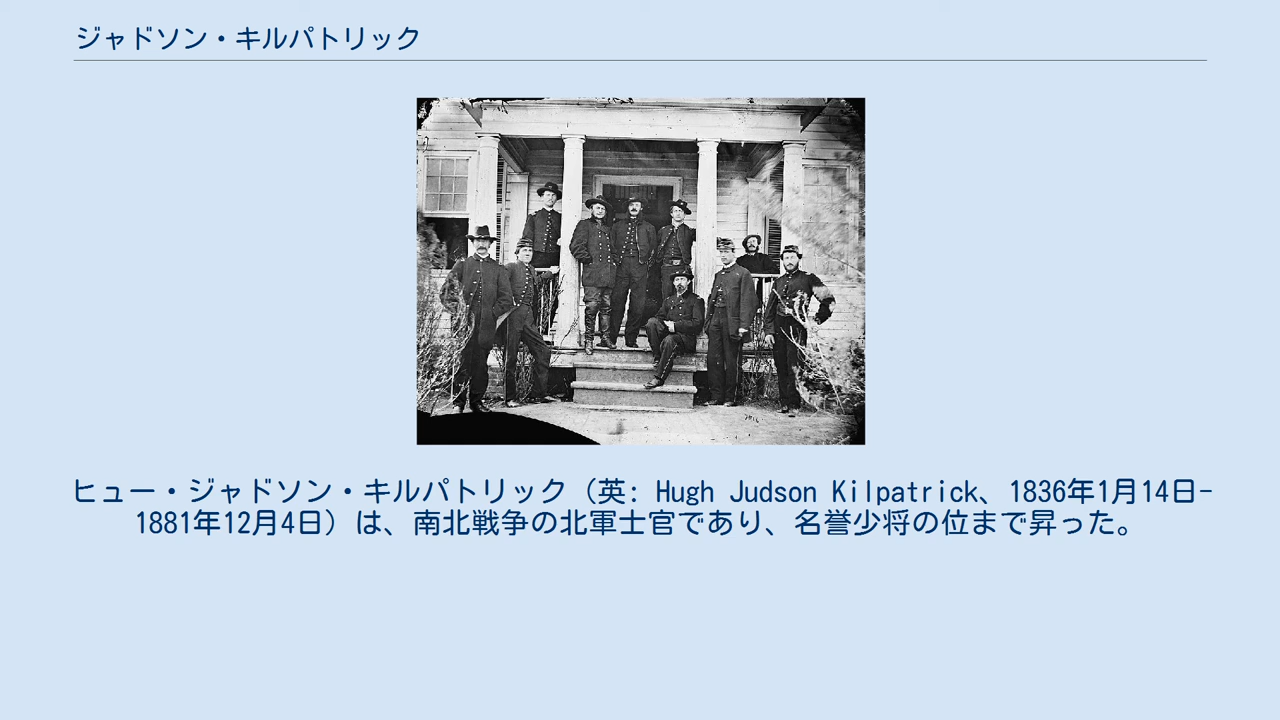 ジャドソン・キルパトリック
ヒュー・ジャドソン・キルパトリック（英: Hugh Judson Kilpatrick、1836年1月14日-
1881年12月4日）は、南北戦争の北軍士官であり、名誉少将の位まで昇った。